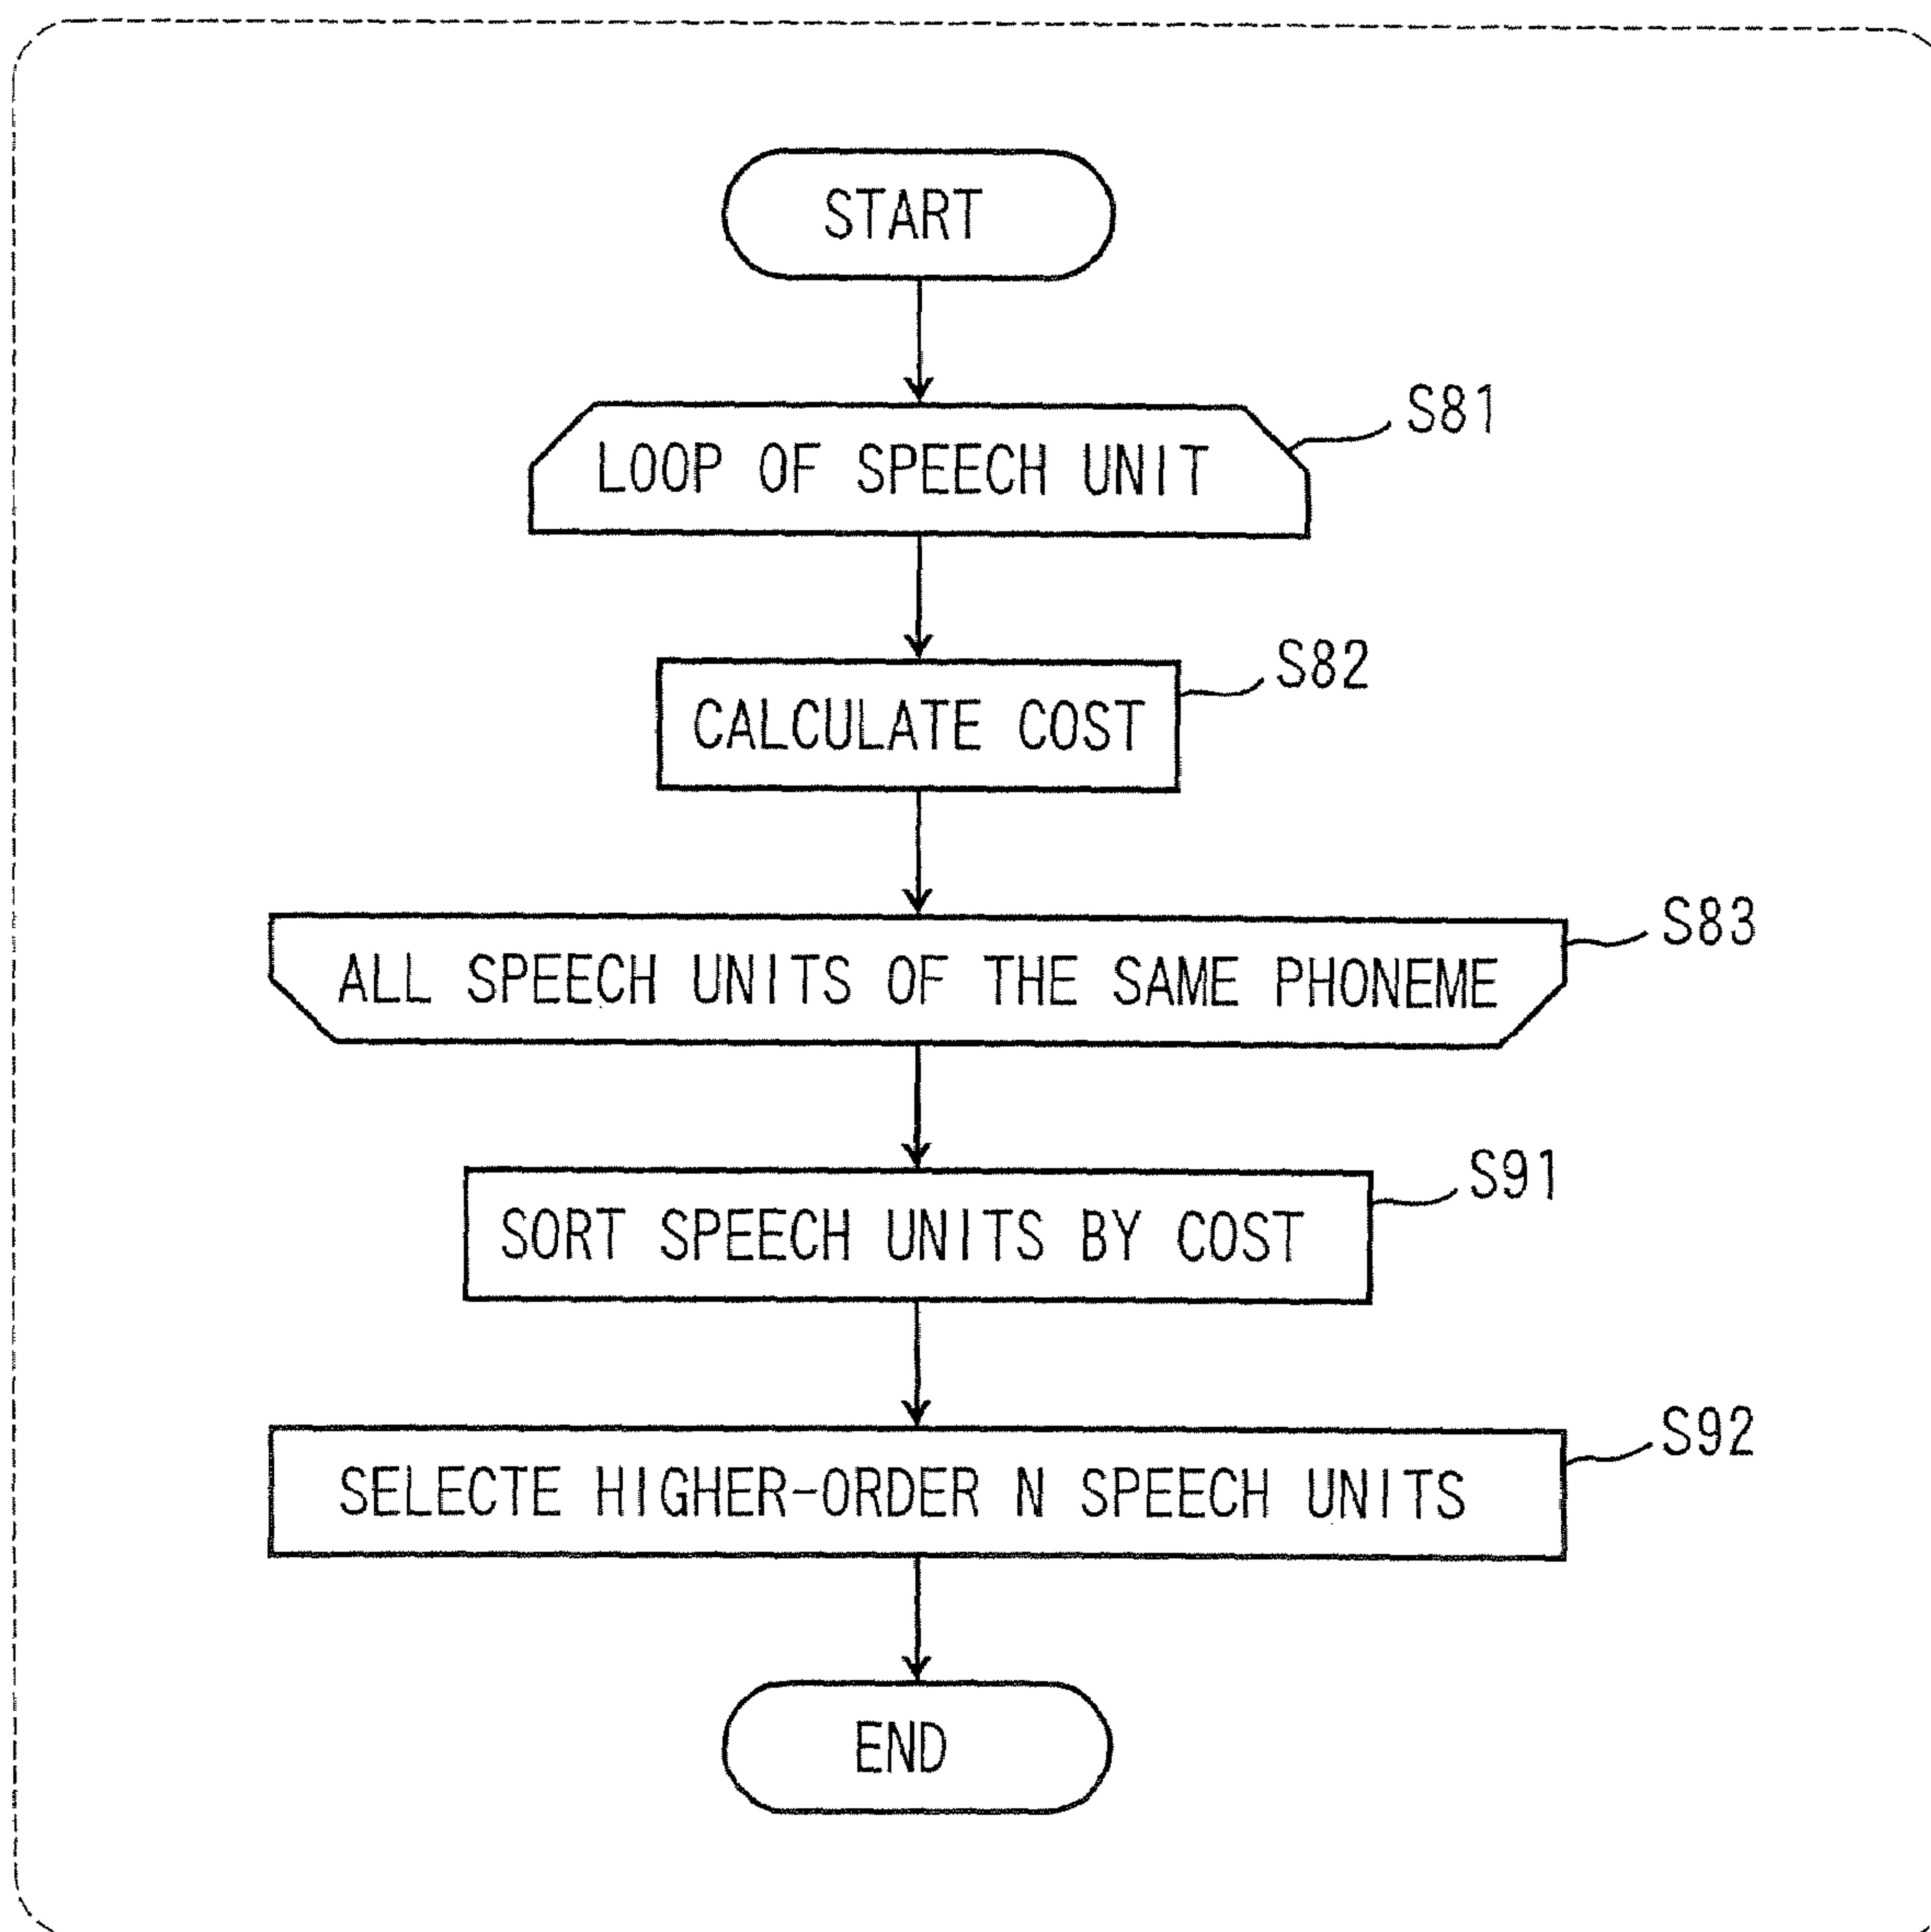 START
LOOP OF SPEECH UNIT
S81
CALCULATE COST
S82
ALL SPEECH UNITS OF THE SAME PHONEME
S83
SORT SPEECH UNITS BY COST
S91
SELECTE HIGHER-ORDER N SPEECH UNITS
S92
END